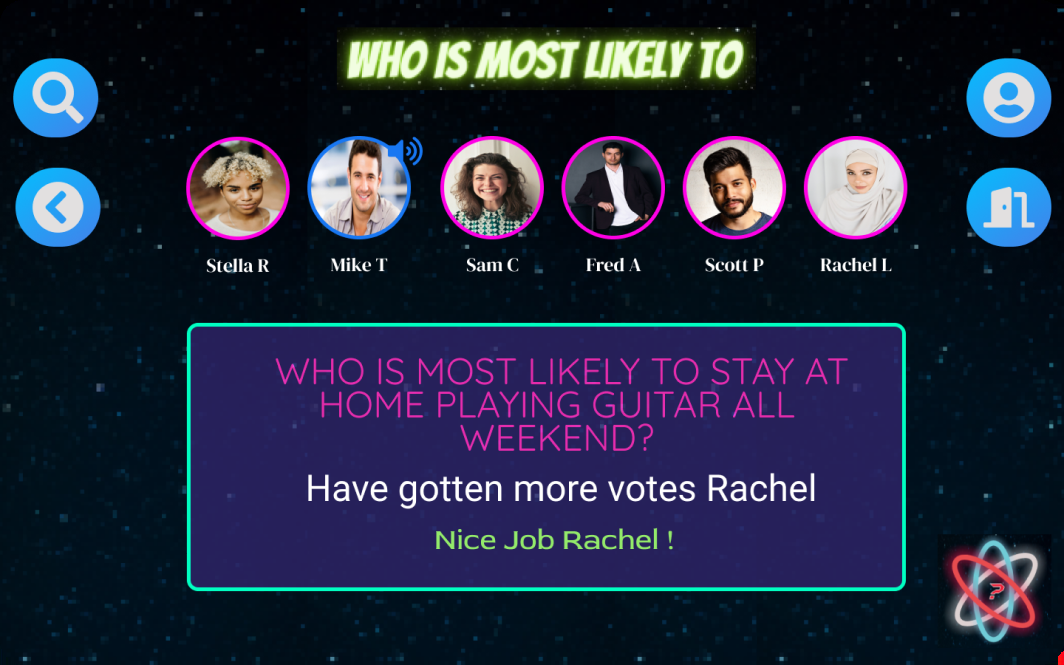 WHO IS MOST LIKELY TO
Stella R
Mike T
Sam C
Fred A
Scott P
Rachel L
WHO IS MOST LIKELY TO STAY AT
HOME PLAYING GUITAR ALL
WEEKEND?
Have gotten more votes Rachel
Nice Job Rachel !
?